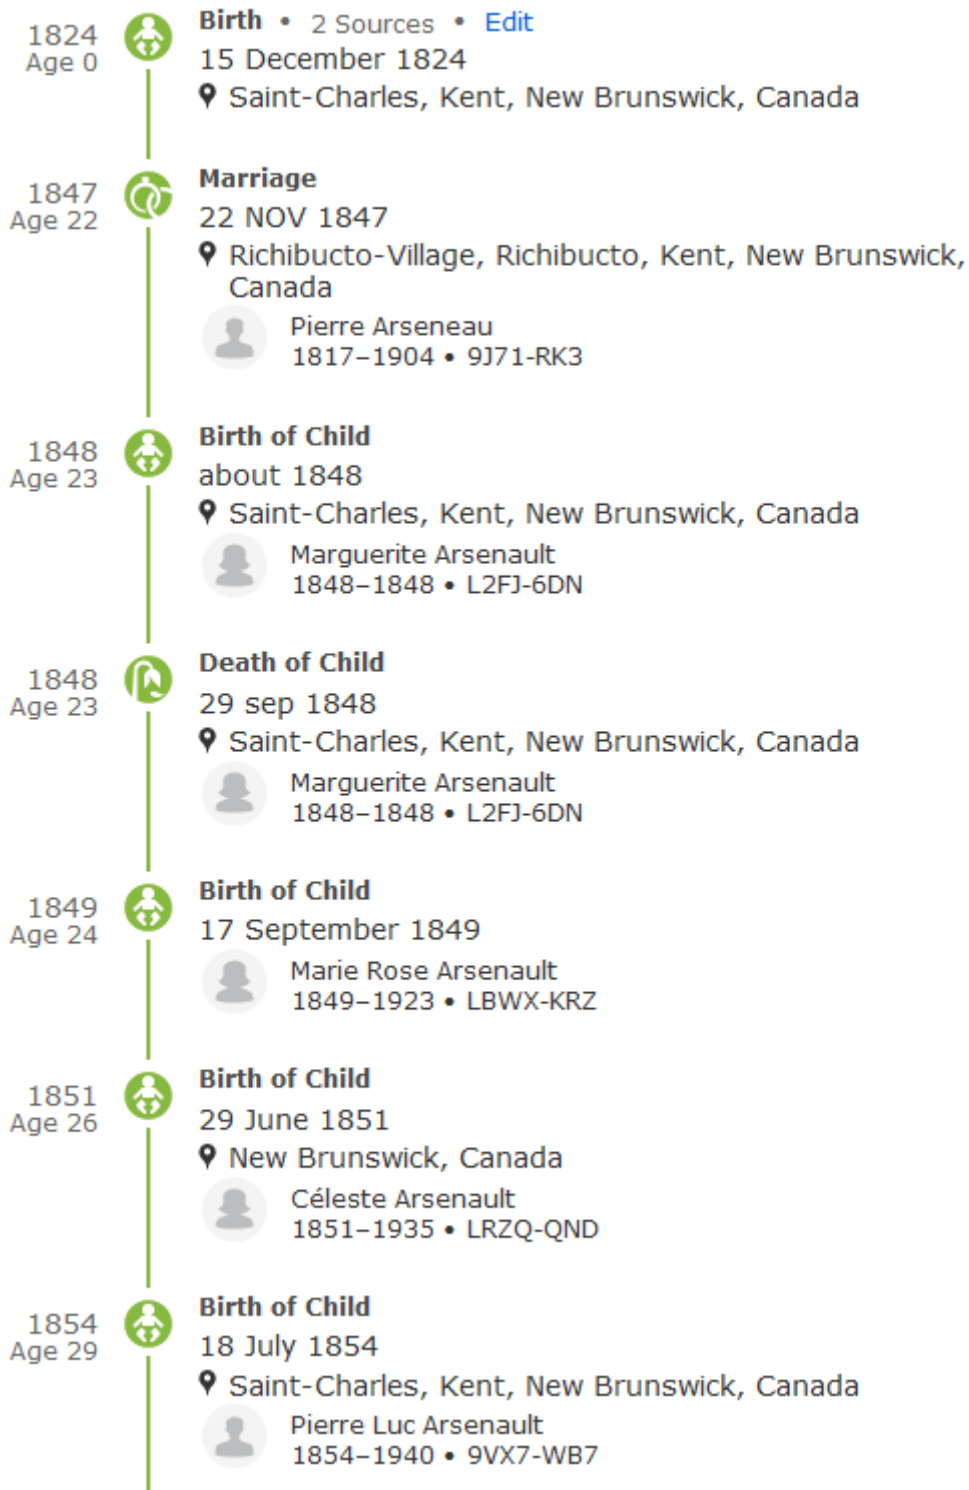 1824
Age 0
Birth • 2 Sources • Edit
15 December 1824
Saint-Charles, Kent, New Brunswick, Canada
1847
Age 22
Marriage
22 NOV 1847
Richibucto-Village, Richibucto, Kent, New Brunswick,
Canada
Pierre Arseneau
1817–1904 • 9J71-RK3
1848
Age 23
Birth of Child
about 1848
Saint-Charles, Kent, New Brunswick, Canada
Marguerite Arsenault
1848–1848 • L2FJ-6DN
1848
Age 23
Death of Child
29 sep 1848
Saint-Charles, Kent, New Brunswick, Canada
Marguerite Arsenault
1848–1848 • L2FJ-6DN
1849
Age 24
Birth of Child
17 September 1849
Marie Rose Arsenault
1849–1923 • LBWX-KRZ
1851
Age 26
Birth of Child
29 June 1851
New Brunswick, Canada
Céleste Arsenault
1851–1935 • LRZQ-QND
1854
Age 29
Birth of Child
18 July 1854
Saint-Charles, Kent, New Brunswick, Canada
Pierre Luc Arsenault
1854–1940 • 9VX7-WB7